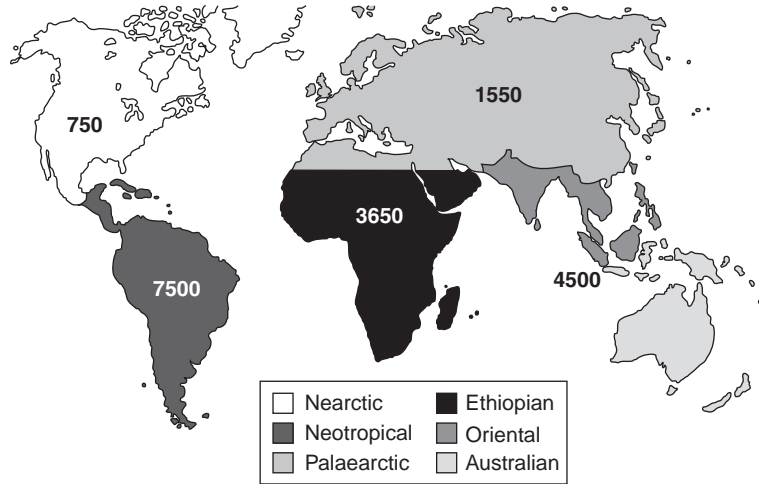 1550
750
3650
7500
4500
Nearctic
Ethiopian
Neotropical
Oriental
Palaearctic
Australian